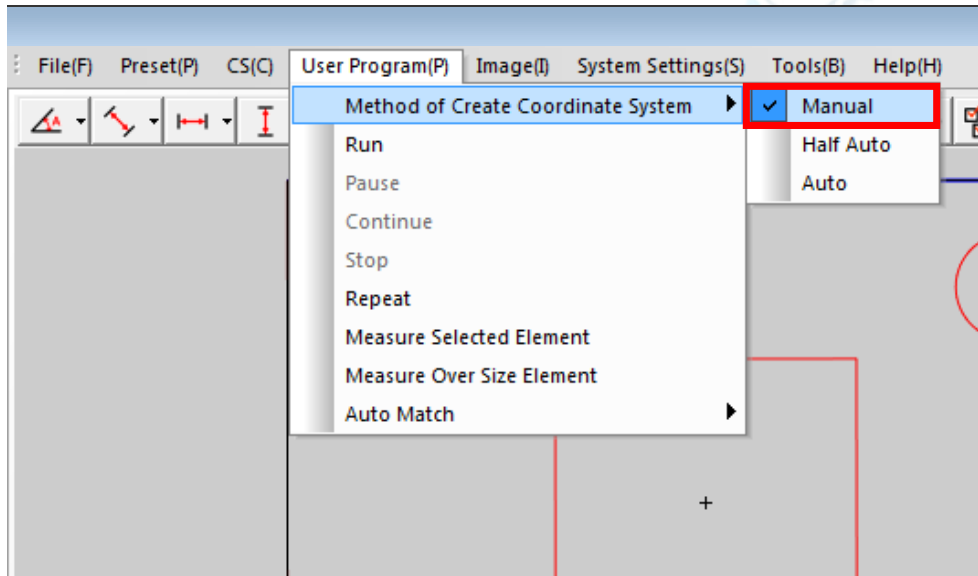 File(F) Preset(P) CS(C) User Program(P) Image(I) System Settings(S) Tools(B) Help(H)
Method of Create Coordinate System
Run
Pause
Continue
Stop
Repeat
Measure Selected Element
Measure Over Size Element
Auto Match
Manual
Half Auto
Auto